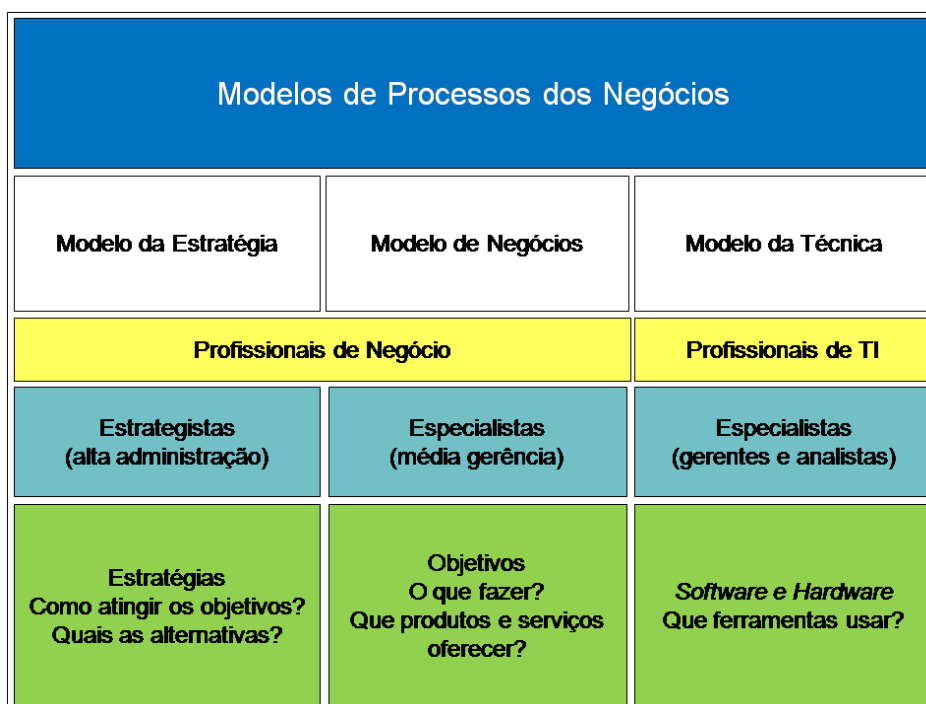 Modelos de Processos dos Negócios
Modelo da Estratégia
Modelo de Negócios
Modelo da Técnica
Profissionais de Negócio
Profissionais de TI
Estrategistas
(alta administração)
Especialistas
(média gerência)
Especialistas
(gerentes e analistas)
Estratégias
Como atingir os objetivos?
Quais as alternativas?
Objetivos
O que fazer?
Que produtos e serviços
oferecer?
Software e Hardware
Que ferramentas usar?